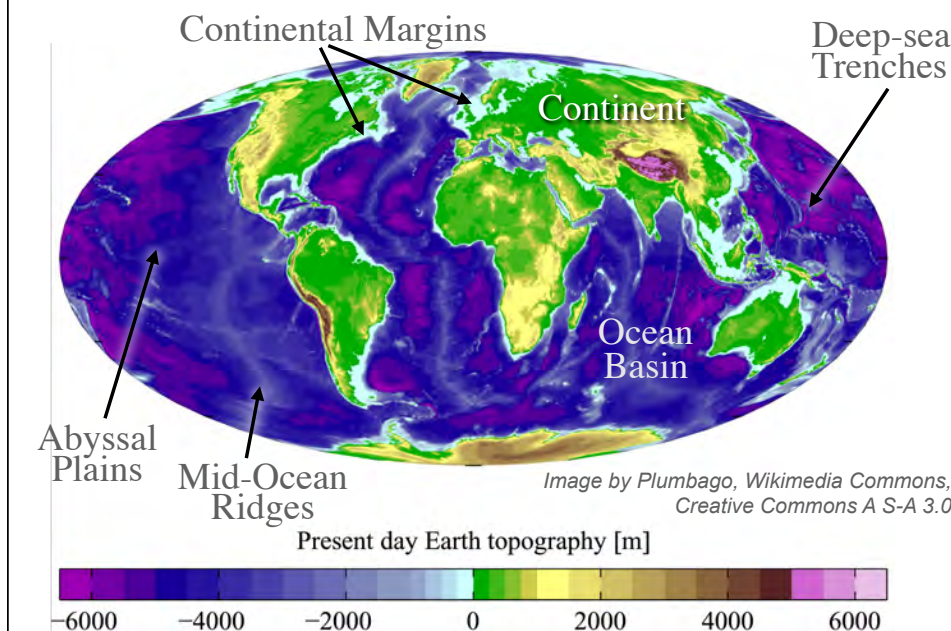 Continental Margins
Deep-sea
Trenches
Continent
Ocean
Basin
Abyssal
Plains
Mid-Ocean
Ridges
Image by Plumbago, Wikimedia Commons,
Creative Commons A S-A 3.0
Present day Earth topography [m]
−6000 −4000 −2000 0 2000 4000 6000